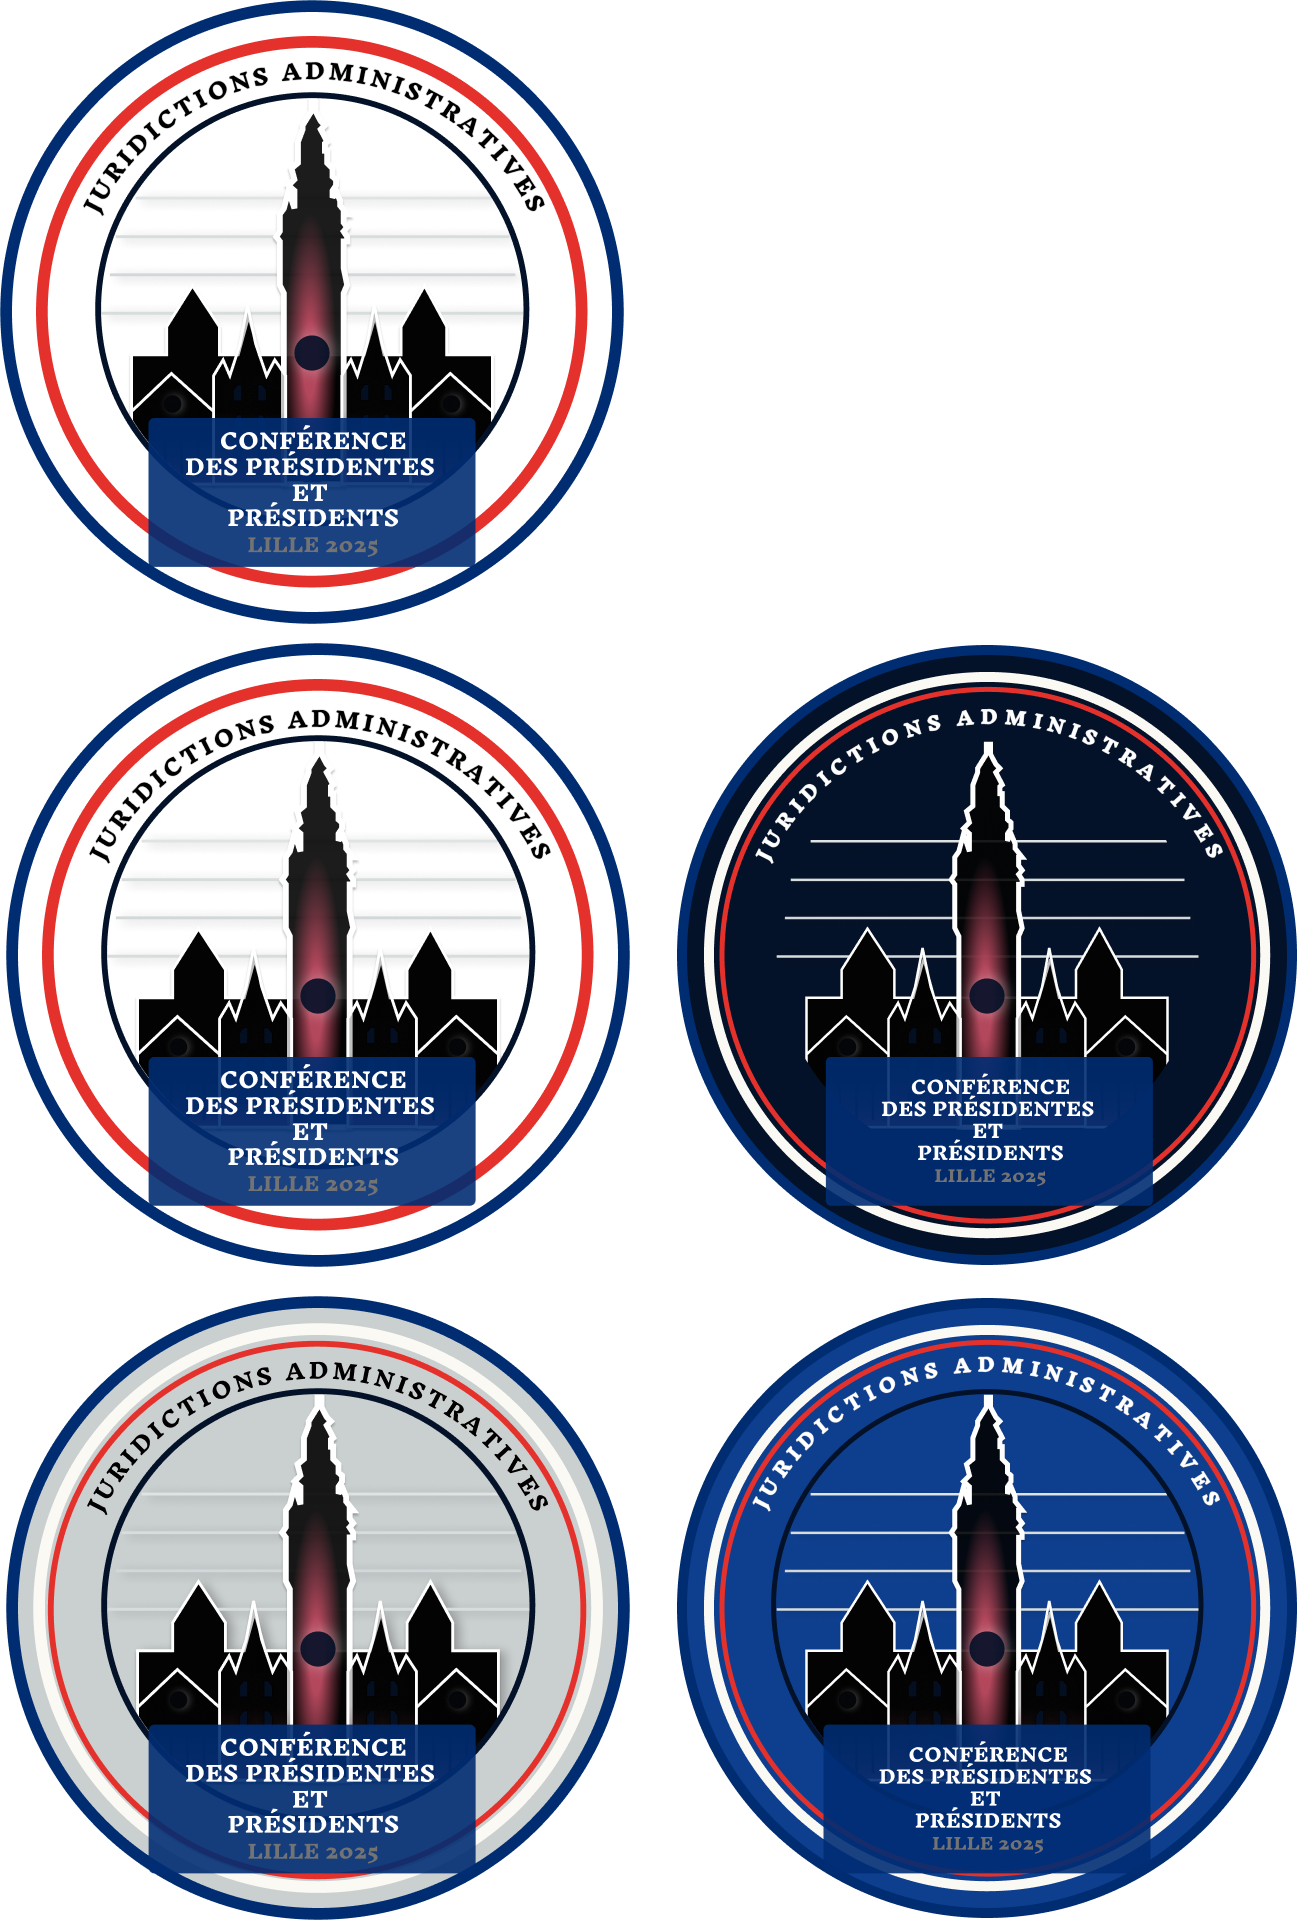 JURIDICTIONS ADMINISTRATIVES
CONFÉRENCE
DES PRÉSIDENTES
ET
PRÉSIDENTS
LILLE 2025
JURIDICTIONS ADMINISTRATIVES
CONFÉRENCE
DES PRÉSIDENTES
ET
PRÉSIDENTS
LILLE 2025
JURIDICTIONS ADMINISTRATIVES
CONFÉRENCE
DES PRÉSIDENTES
ET
PRÉSIDENTS
LILLE 2025
JURIDICTIONS ADMINISTRATIVES
CONFÉRENCE
DES PRÉSIDENTES
ET
PRÉSIDENTS
LILLE 2025
JURIDICTIONS ADMINISTRATIVES
CONFÉRENCE
DES PRÉSIDENTES
ET
PRÉSIDENTS
LILLE 2025